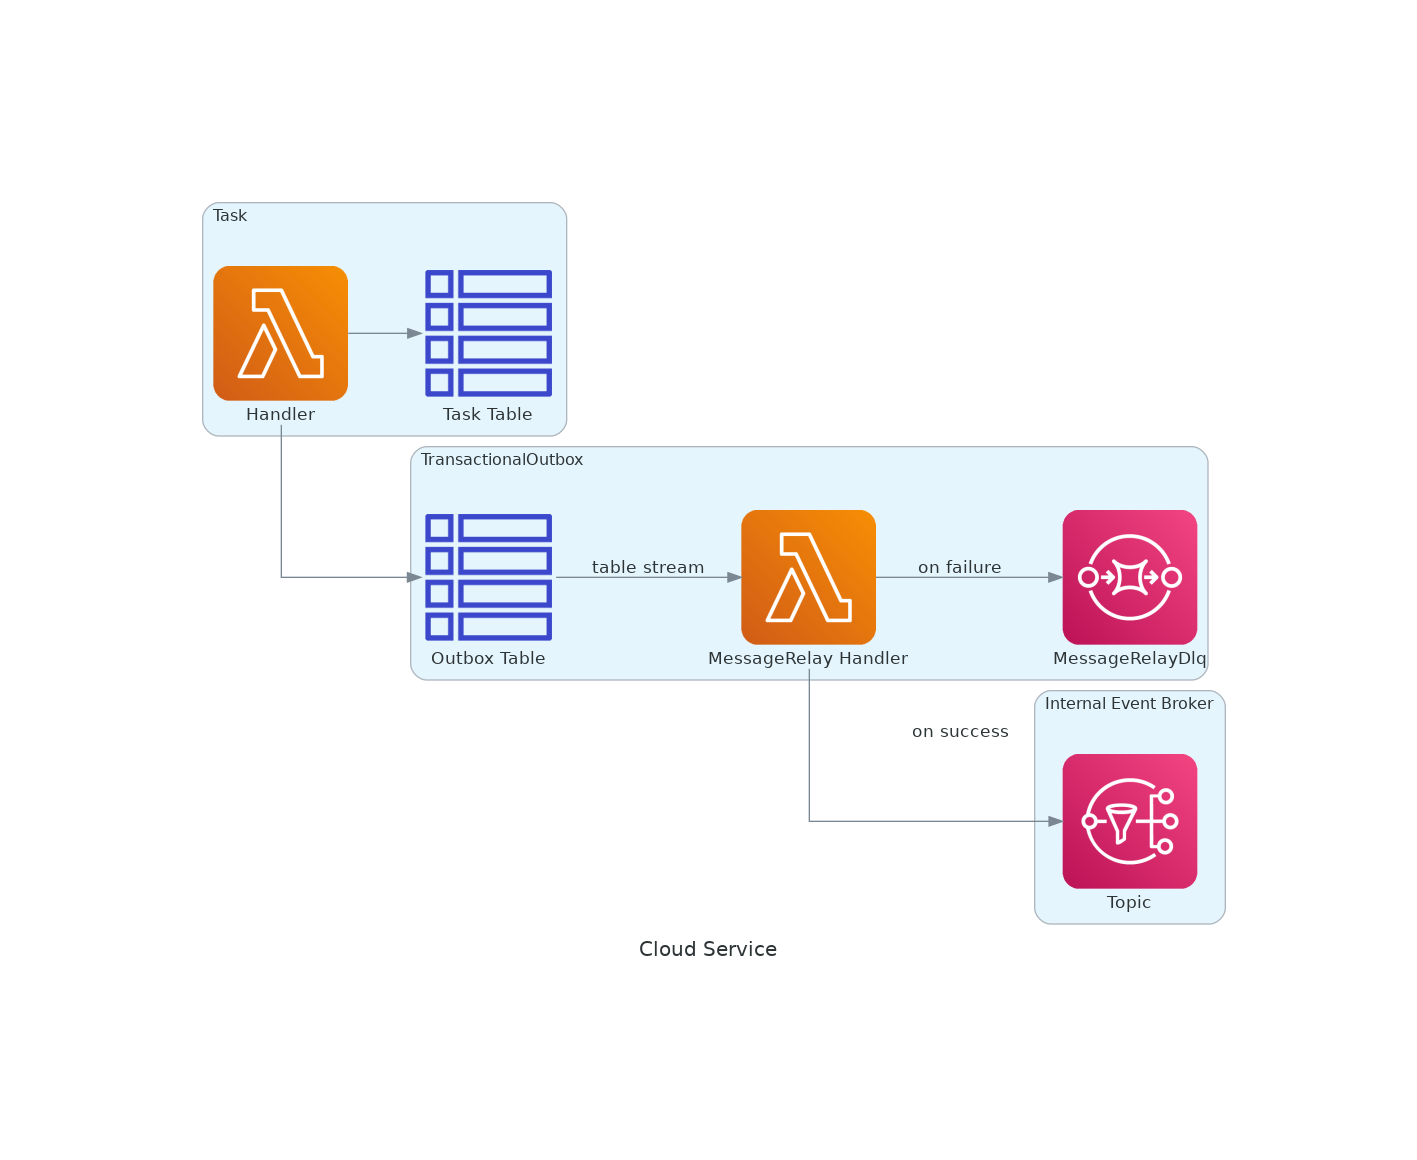 Task
Handler
Task Table
TransactionalOutbox
table stream
on failure
Outbox Table
MessageRelay Handler
MessageRelayDlq
Internal Event Broker
on success
Topic
Cloud Service